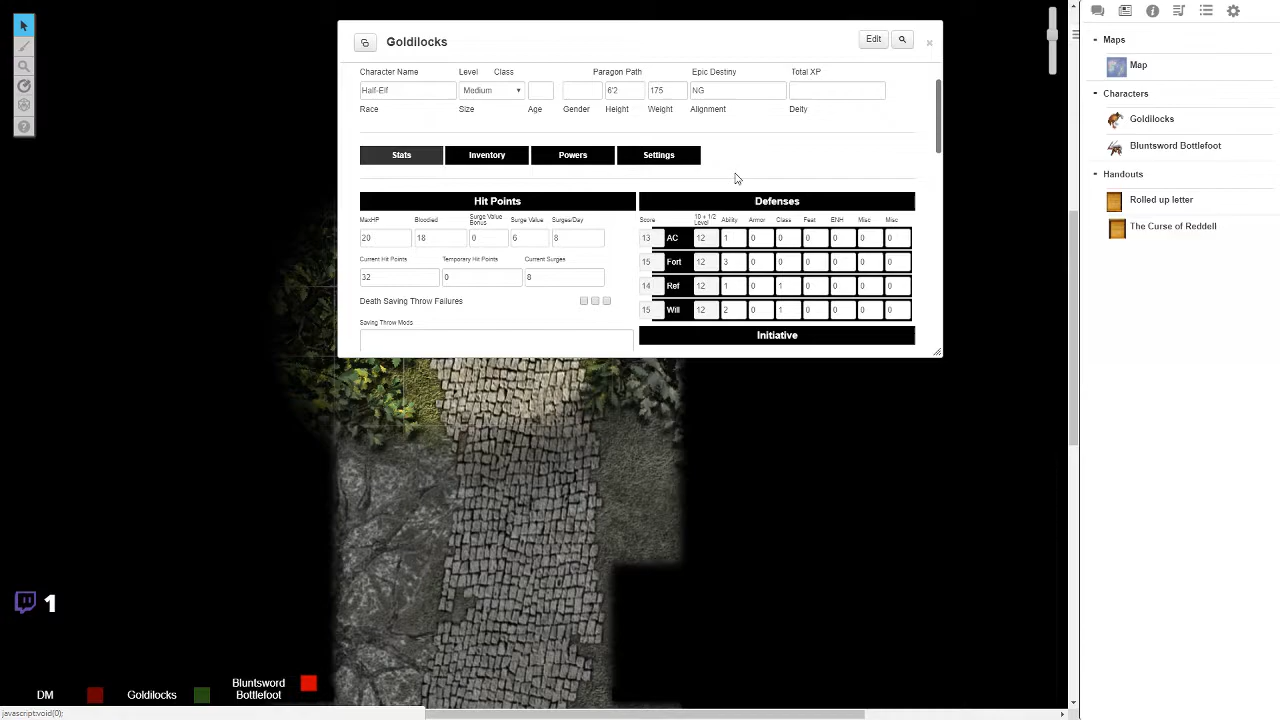 Goldilocks
Edit
×
Character Name Level Class Paragon Path Epic Destiny Total XP
Half-Elf Medium 6'2 175 NG
Race Size Age Gender Height Weight Alignment Deity
Stats Inventory Powers Settings
Hit Points
MaxHP Bloodied Surge Value Bonus Surge Value Surges/Day
20 18 0 6 8
Current Hit Points Temporary Hit Points Current Surges
32 0 8
Death Saving Throw Failures
Saving Throw Mods
Defenses
Score 10 + 1/2 Level Ability Armor Class Feat ENH Misc Misc
13 AC 12 1 0 0 0 0 0 0
15 Fort 12 3 0 0 0 0 0 0
14 Ref 12 1 0 1 0 0 0 0
15 Will 12 2 0 1 0 0 0 0
Initiative
Maps
Map
Characters
Goldilocks
Bluntsword Bottlefoot
Handouts
Rolled up letter
The Curse of Reddell
1
DM Goldilocks Bluntsword
Bottlefoot
javascript:void(0);